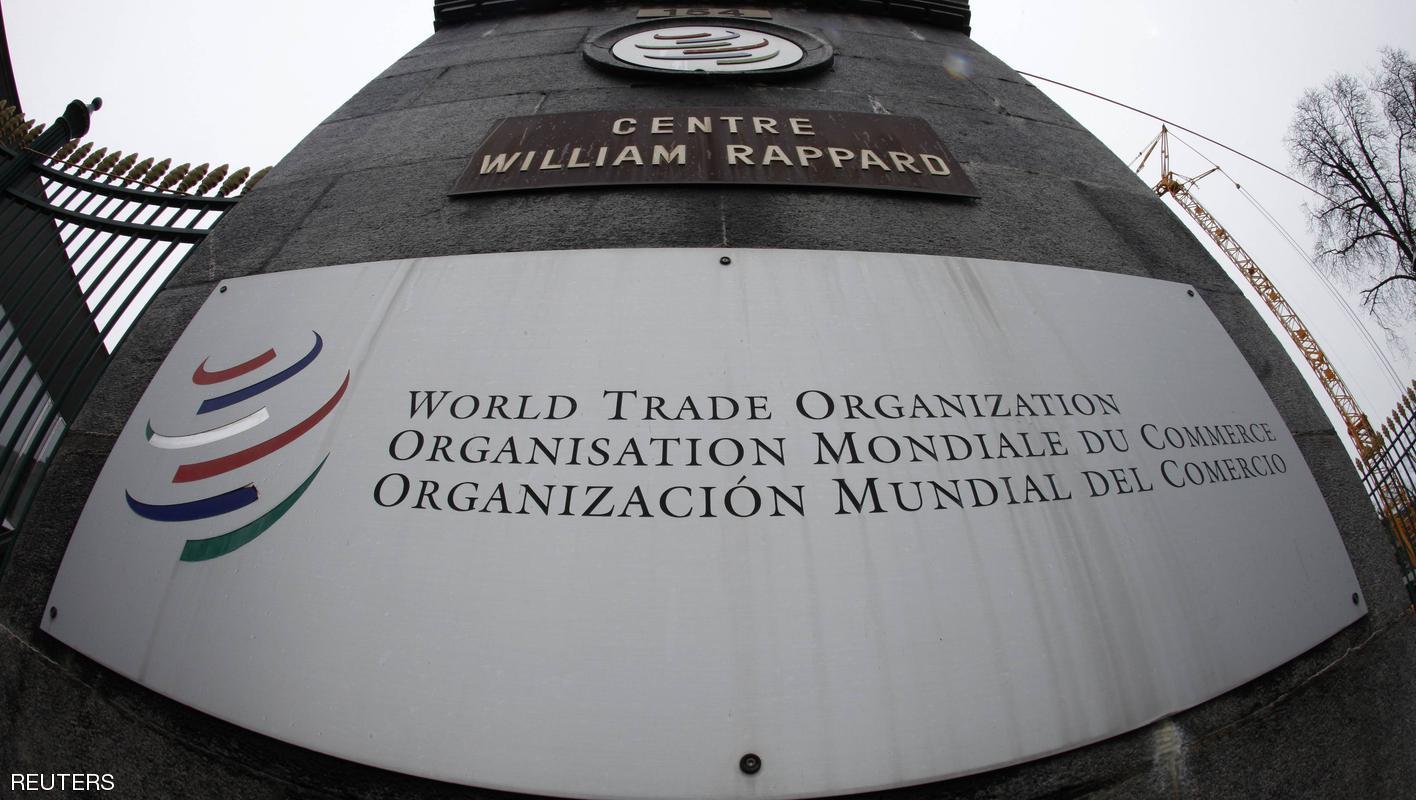 154
CENTRE
WILLIAM RAPPARD
WORLD TRADE ORGANIZATION
ORGANISATION MONDIALE DU COMMERCE
ORGANIZACIÓN MUNDIAL DEL COMERCIO
REUTERS